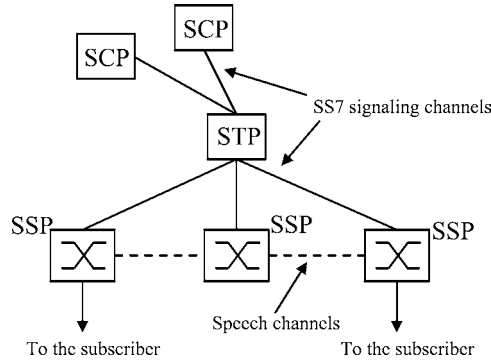 SCP
SCP
SS7 signaling channels
STP
SSP
SSP
SSP
Speech channels
To the subscriber
To the subscriber